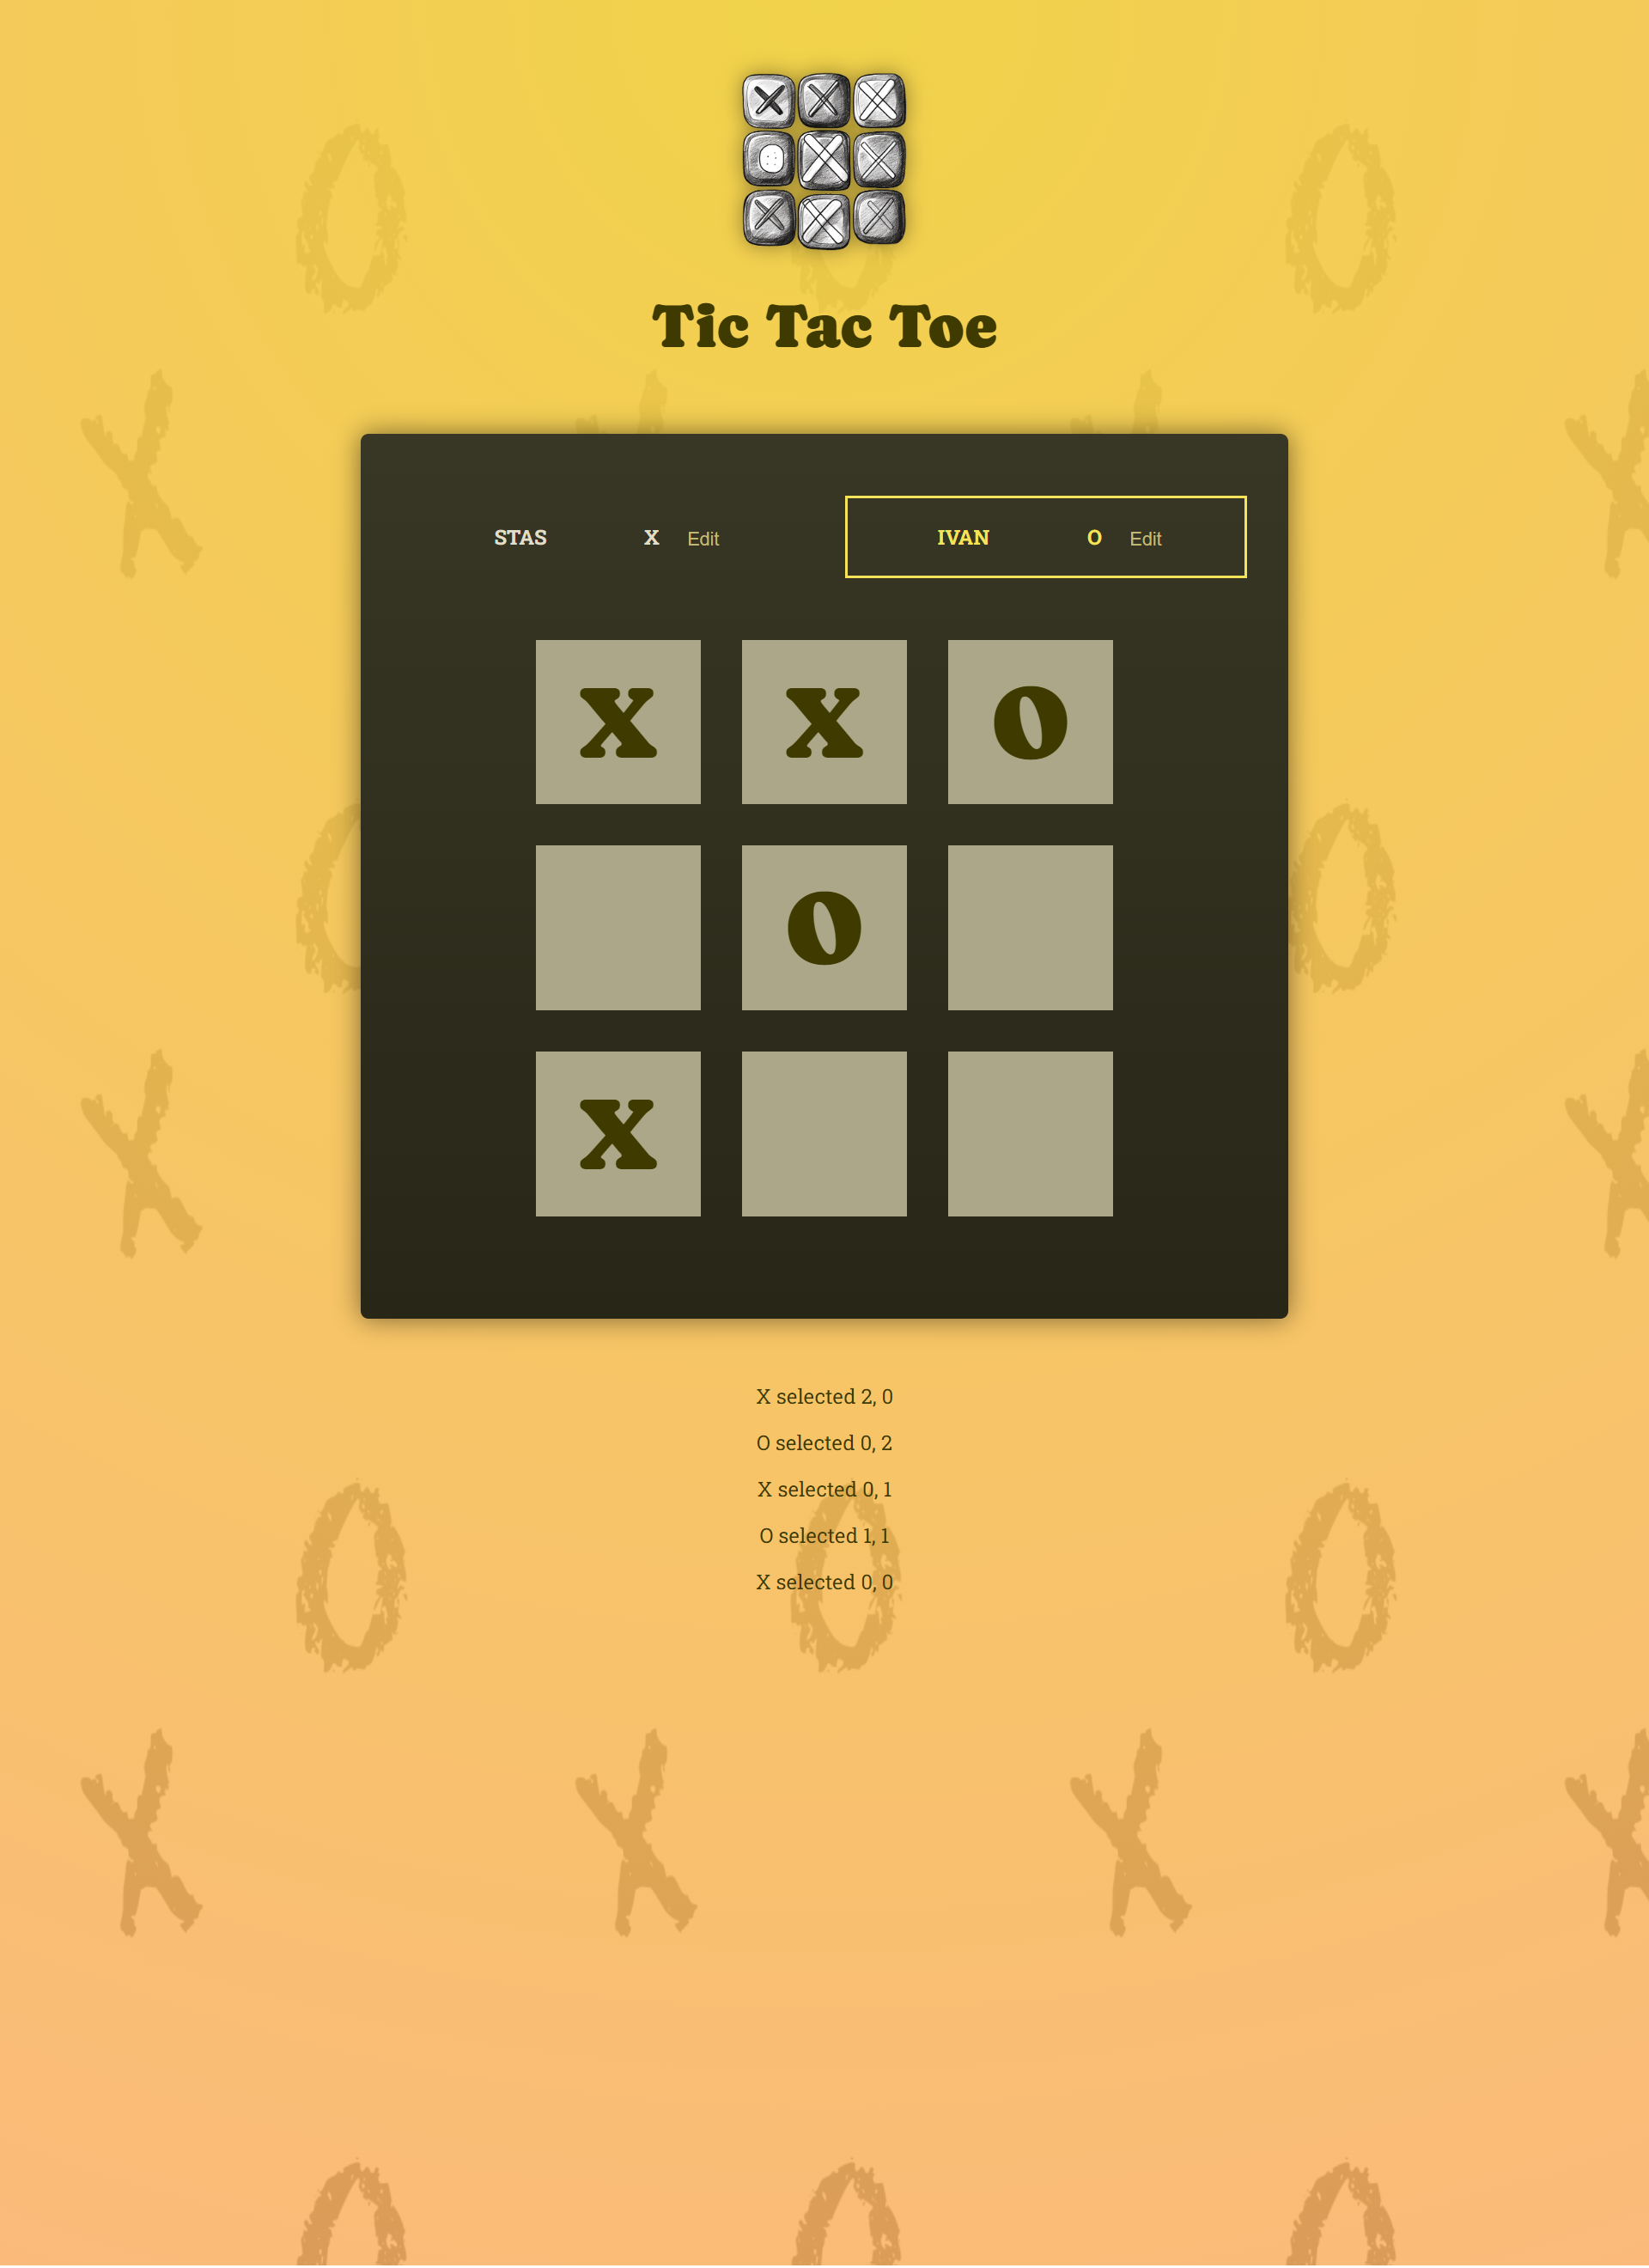 Tic Tac Toe
STAS X Edit IVAN O Edit
X X O
O
X
X selected 2, 0
O selected 0, 2
X selected 0, 1
O selected 1, 1
X selected 0, 0